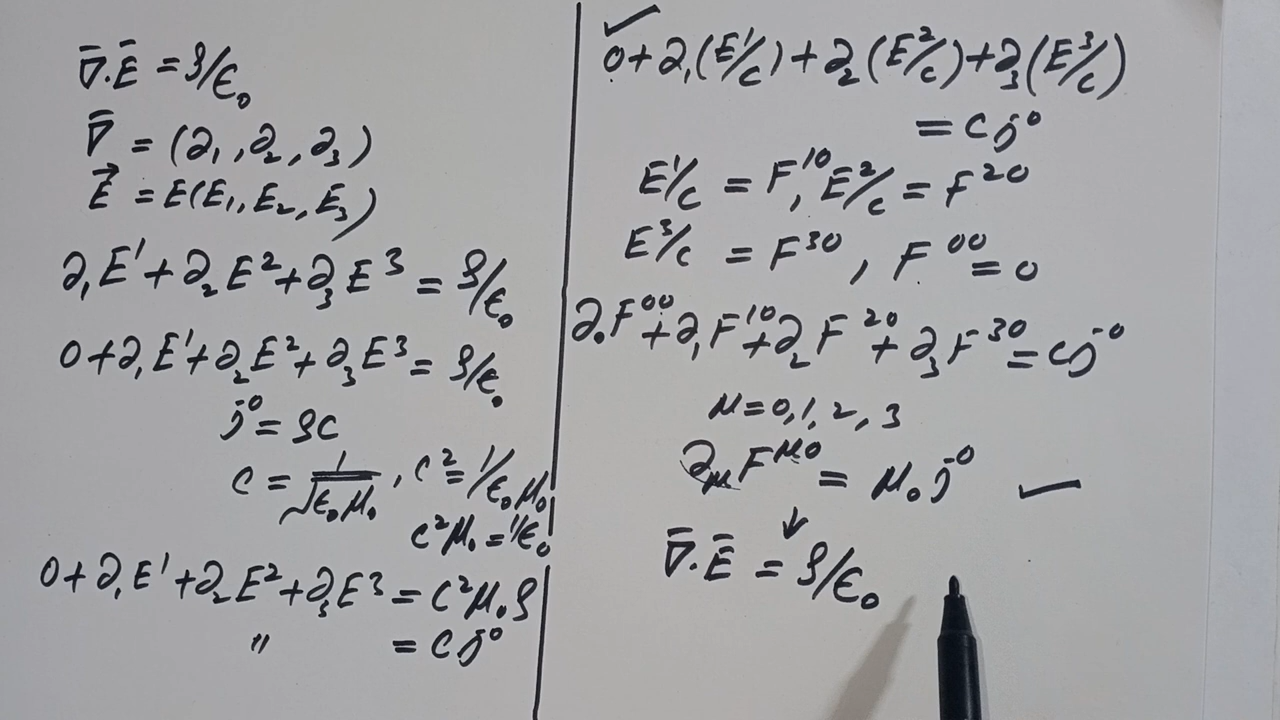 ∇̄.Ē = ρ/ϵ₀
∇̄ = (∂₁, ∂₂, ∂₃)
E⃗ = E(E₁, E₂, E₃)
∂₁E¹ + ∂₂E² + ∂₃E³ = ρ/ϵ₀
0 + ∂₁E¹ + ∂₂E² + ∂₃E³ = ρ/ϵ₀
j⁰ = ρc
c = 1/√ϵ₀μ₀, c² = 1/ϵ₀μ₀
c²μ₀ = 1/ϵ₀
0 + ∂₁E¹ + ∂₂E² + ∂₃E³ = c²μ₀ρ
" = cj⁰
✓
0 + ∂₁(E¹/c) + ∂₂(E²/c) + ∂₃(E³/c)
= cj⁰
E¹/c = F¹⁰, E²/c = F²⁰
E³/c = F³⁰, F⁰⁰ = 0
∂₀F⁰⁰ + ∂₁F¹⁰ + ∂₂F²⁰ + ∂₃F³⁰ = cj⁰
μ = 0, 1, 2, 3
∂_μF^μ⁰ = μ₀j⁰ ✓
↓
∇̄.Ē = ρ/ϵ₀